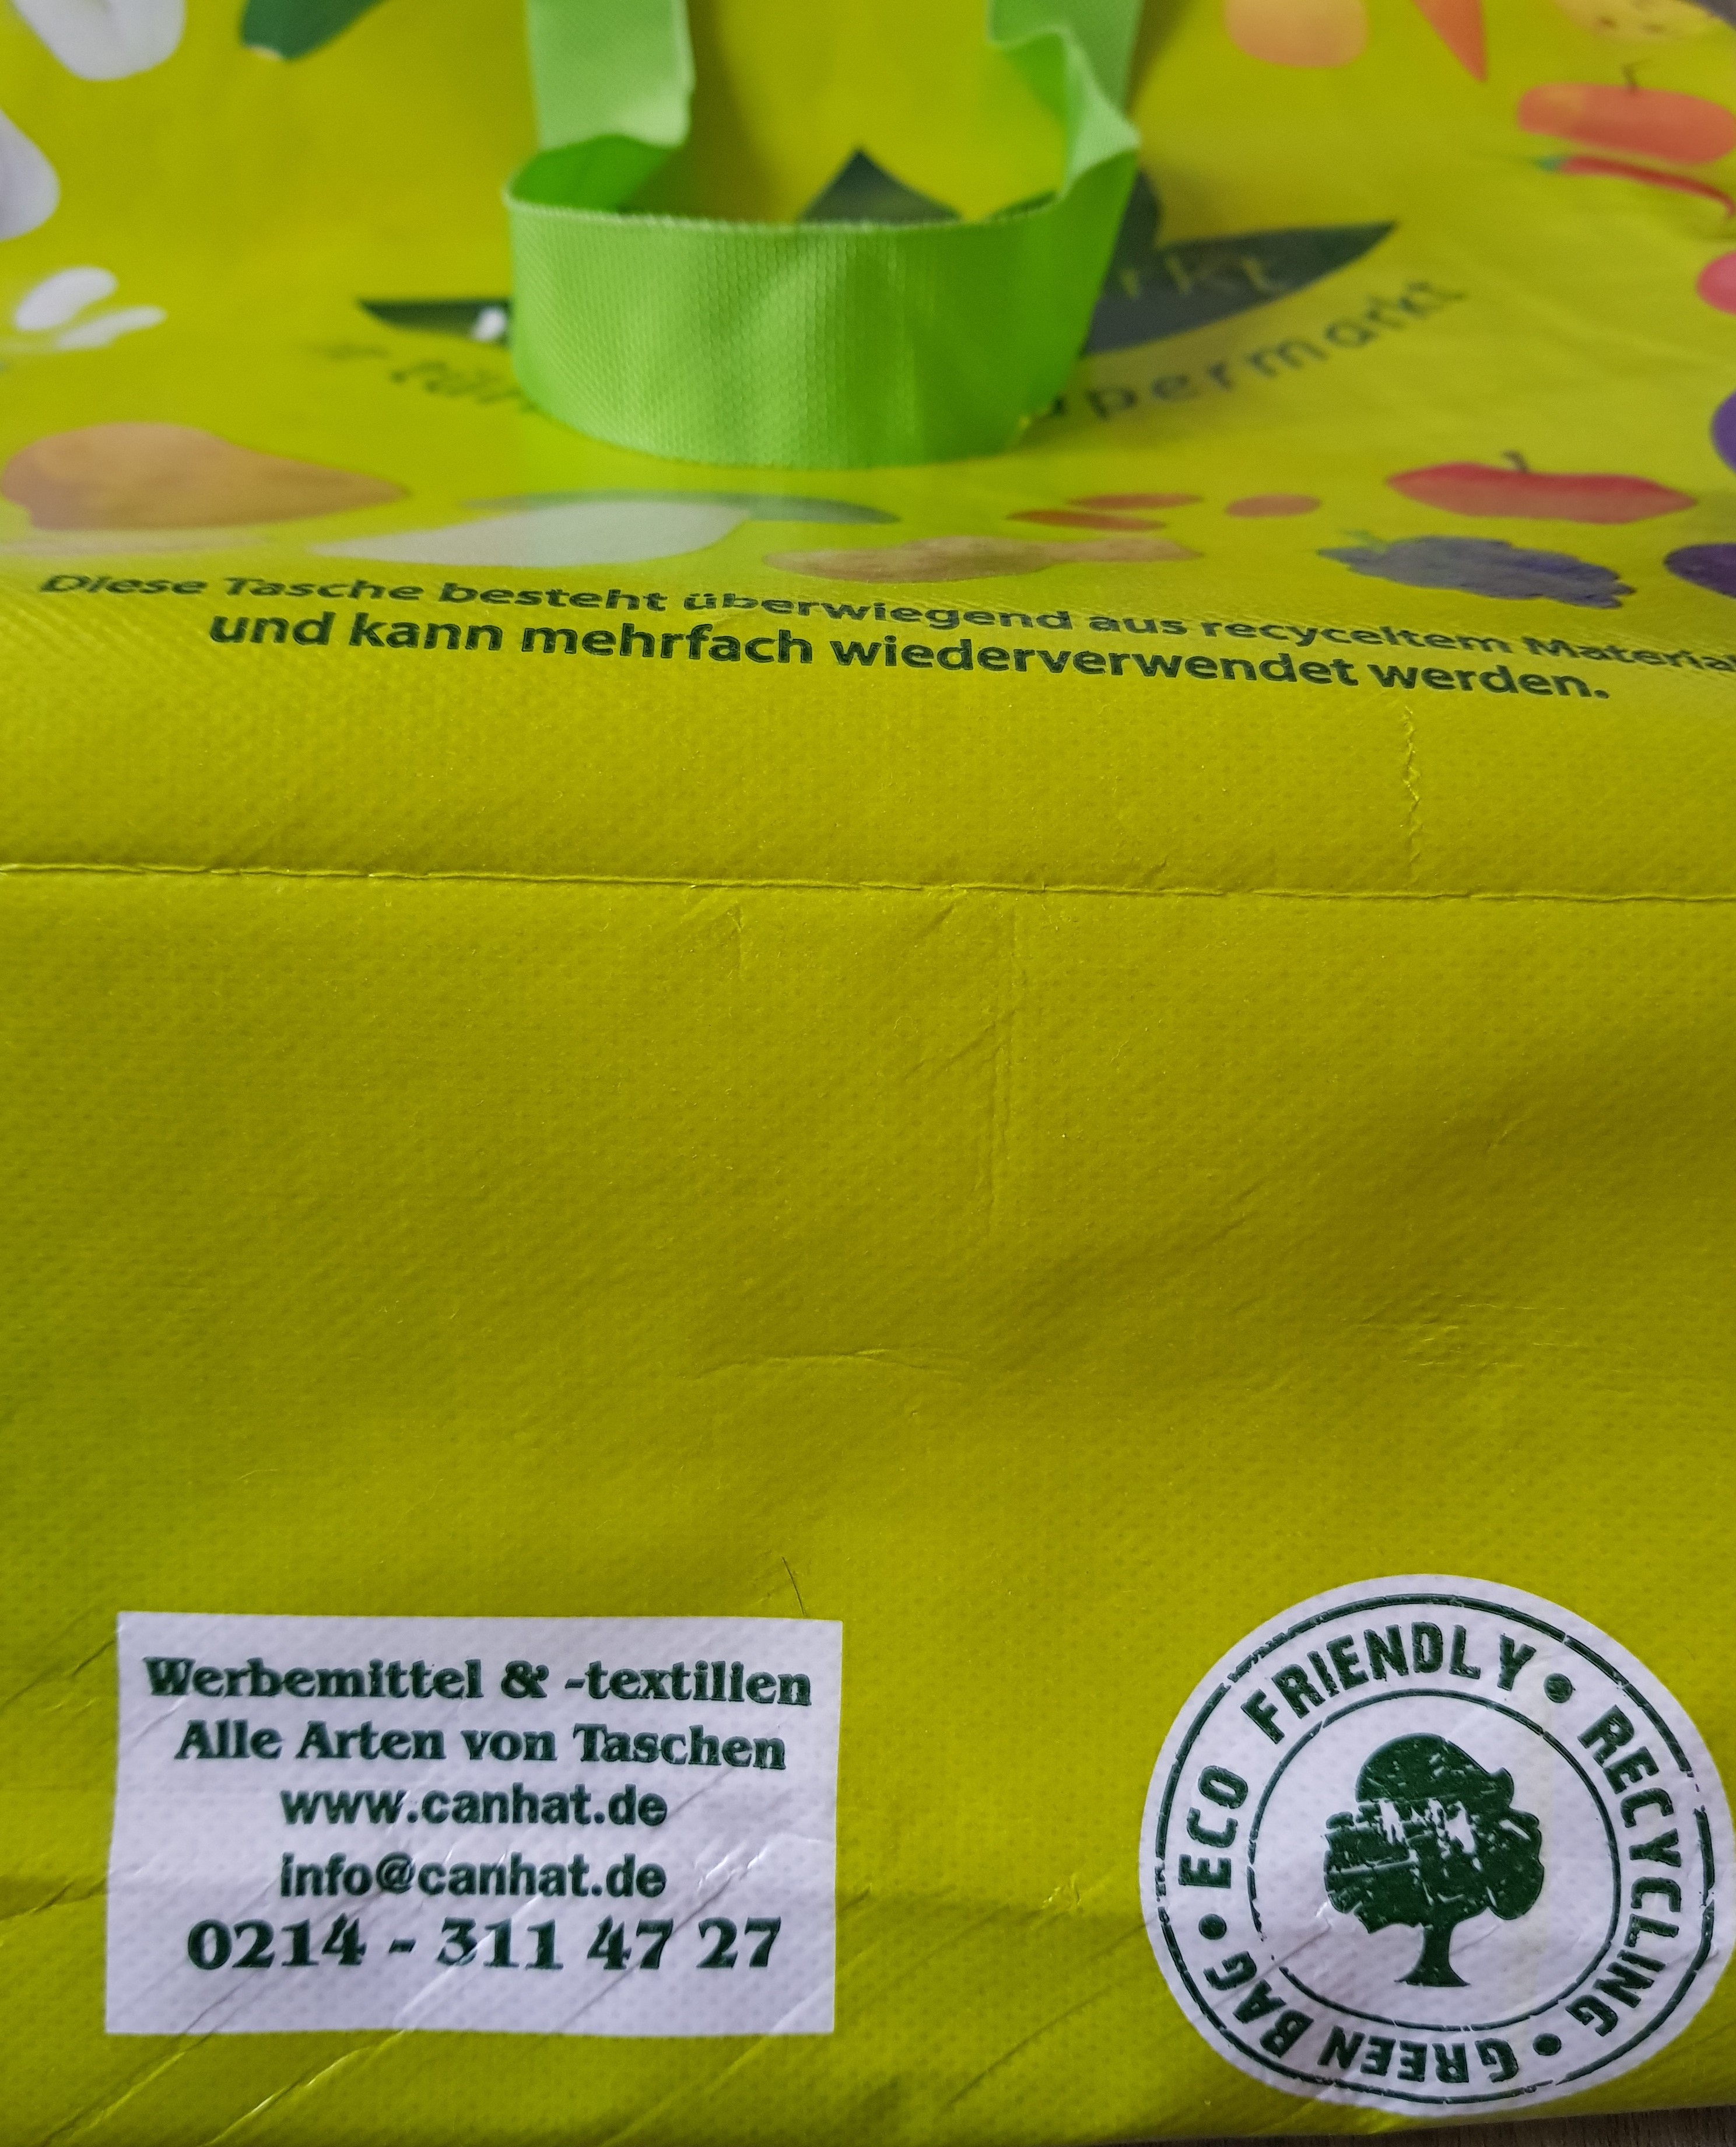 Diese Tasche besteht überwiegend aus recyceltem Material
und kann mehrfach wiederverwendet werden.
Werbemittel & -textilien
Alle Arten von Taschen
www.canhat.de
info@canhat.de
0214 - 311 47 27
ECO FRIENDLY • RECYCLING • GREEN BAG •